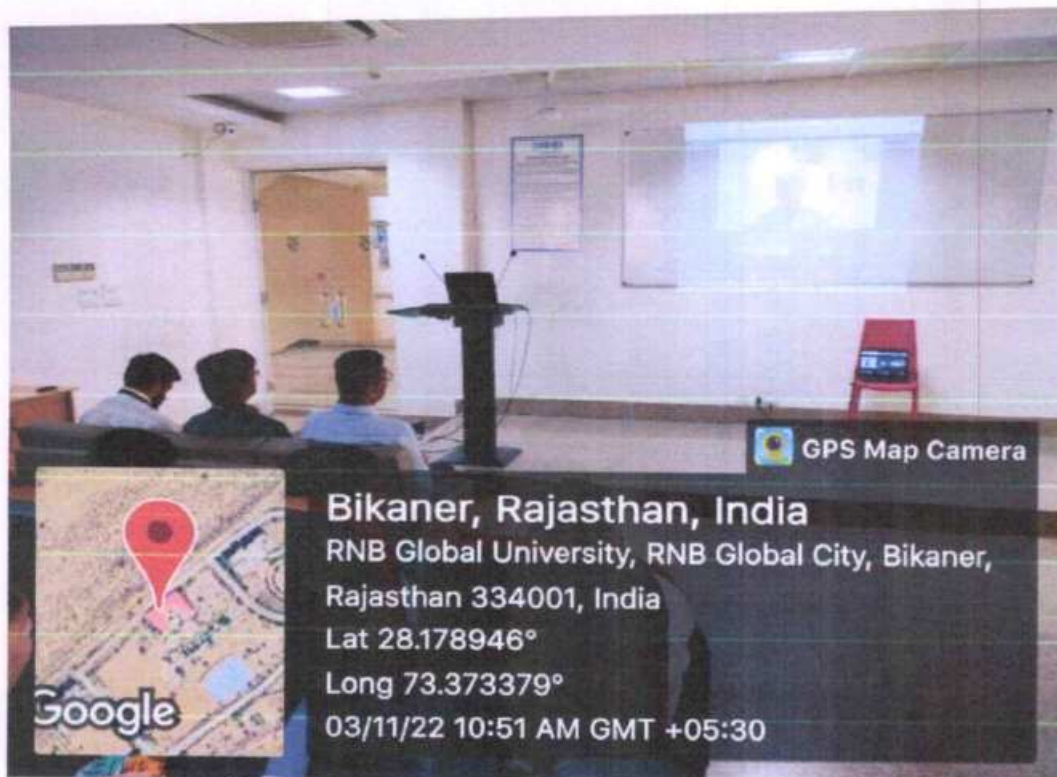 GPS Map Camera
Bikaner, Rajasthan, India
RNB Global University, RNB Global City, Bikaner,
Rajasthan 334001, India
Lat 28.178946°
Long 73.373379°
03/11/22 10:51 AM GMT +05:30
Google